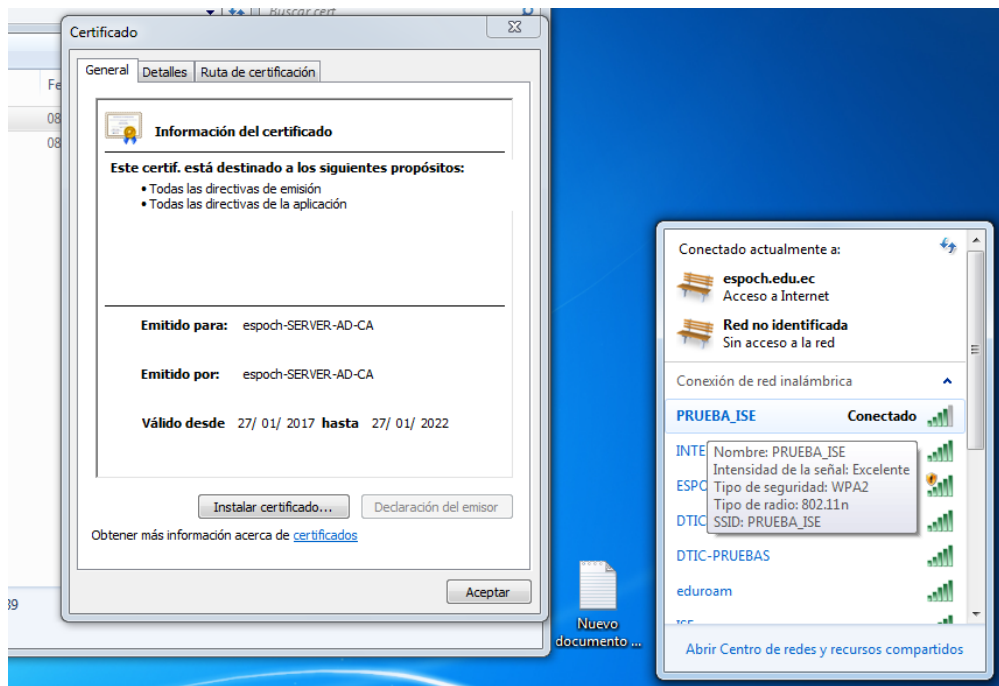 Buscar cert
Certificado
General
Detalles
Ruta de certificación
Fe
08
08
Información del certificado
Este certif. está destinado a los siguientes propósitos:
• Todas las directivas de emisión
• Todas las directivas de la aplicación
Emitido para: espoch-SERVER-AD-CA
Emitido por: espoch-SERVER-AD-CA
Válido desde 27/ 01/ 2017 hasta 27/ 01/ 2022
Instalar certificado...
Declaración del emisor
Obtener más información acerca de certificados
Aceptar
39
Nuevo
documento ...
Conectado actualmente a:
espoch.edu.ec
Acceso a Internet
Red no identificada
Sin acceso a la red
Conexión de red inalámbrica
PRUEBA_ISE Conectado
INTE
ESPO
DTIC
Nombre: PRUEBA_ISE
Intensidad de la señal: Excelente
Tipo de seguridad: WPA2
Tipo de radio: 802.11n
SSID: PRUEBA_ISE
DTIC-PRUEBAS
eduroam
ISE
Abrir Centro de redes y recursos compartidos